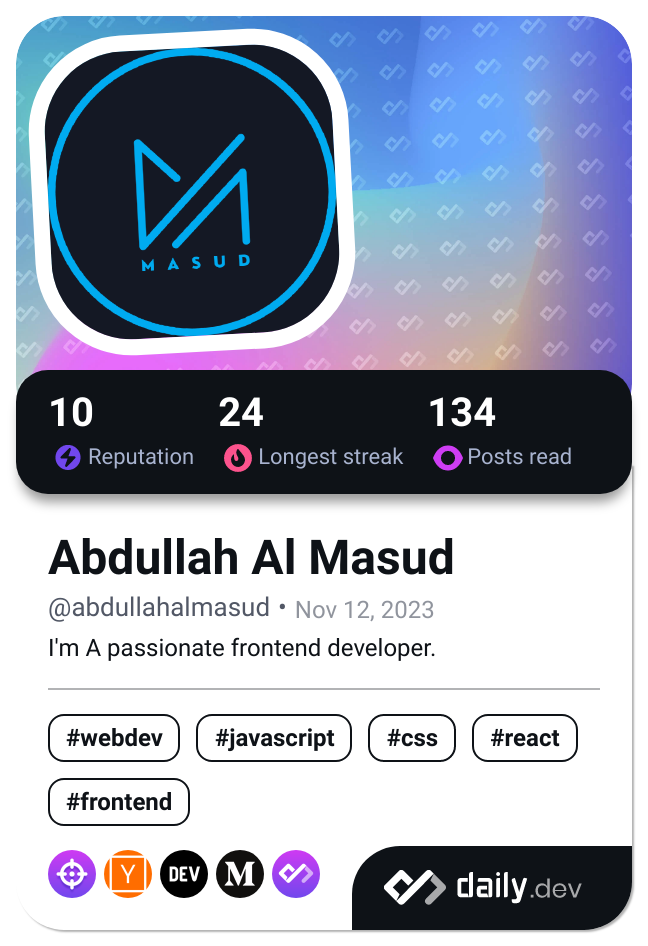 MASUD
10 24 134
Reputation Longest streak Posts read
Abdullah Al Masud
@abdullahalmasud • Nov 12, 2023
I'm A passionate frontend developer.
#webdev #javascript #css #react
#frontend
Y DEV M daily.dev